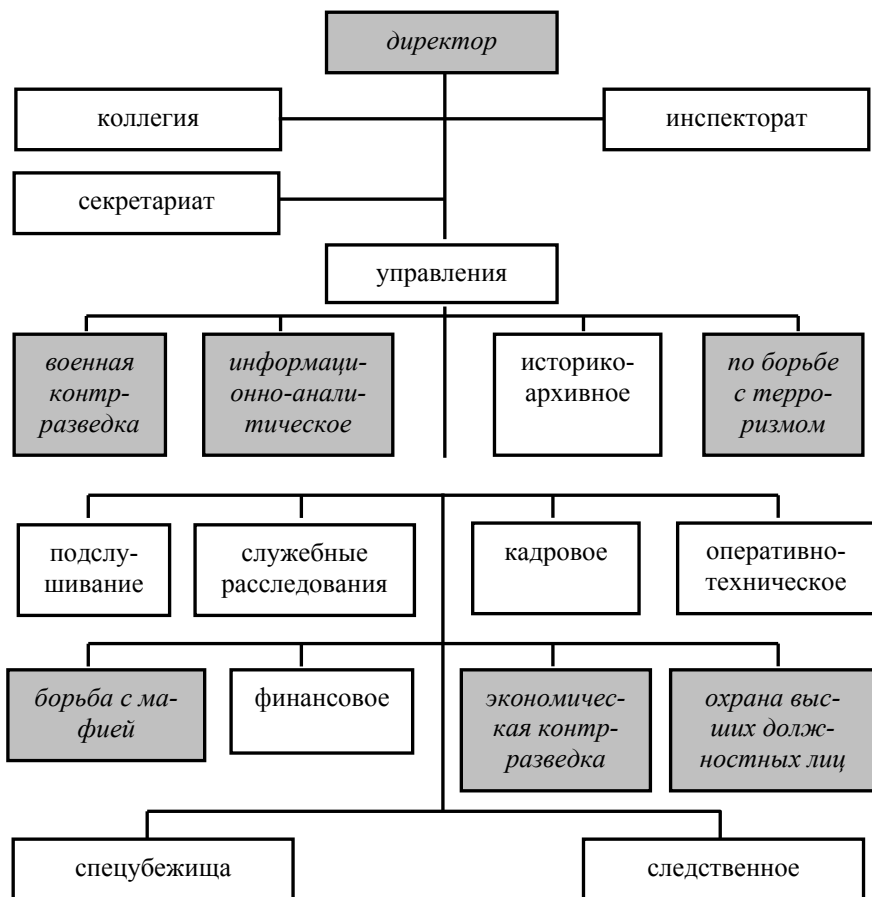 директор
коллегия
инспекторат
секретариат
управления
военная
контр-
разведка
информаци-
онно-анали-
тическое
историко-
архивное
по борьбе
с терро-
ризмом
подслу-
шивание
служебные
расследования
кадровое
оперативно-
техническое
борьба с ма-
фией
финансовое
экономичес-
кая контр-
разведка
охрана выс-
ших долж-
ностных лиц
спецубежища
следственное